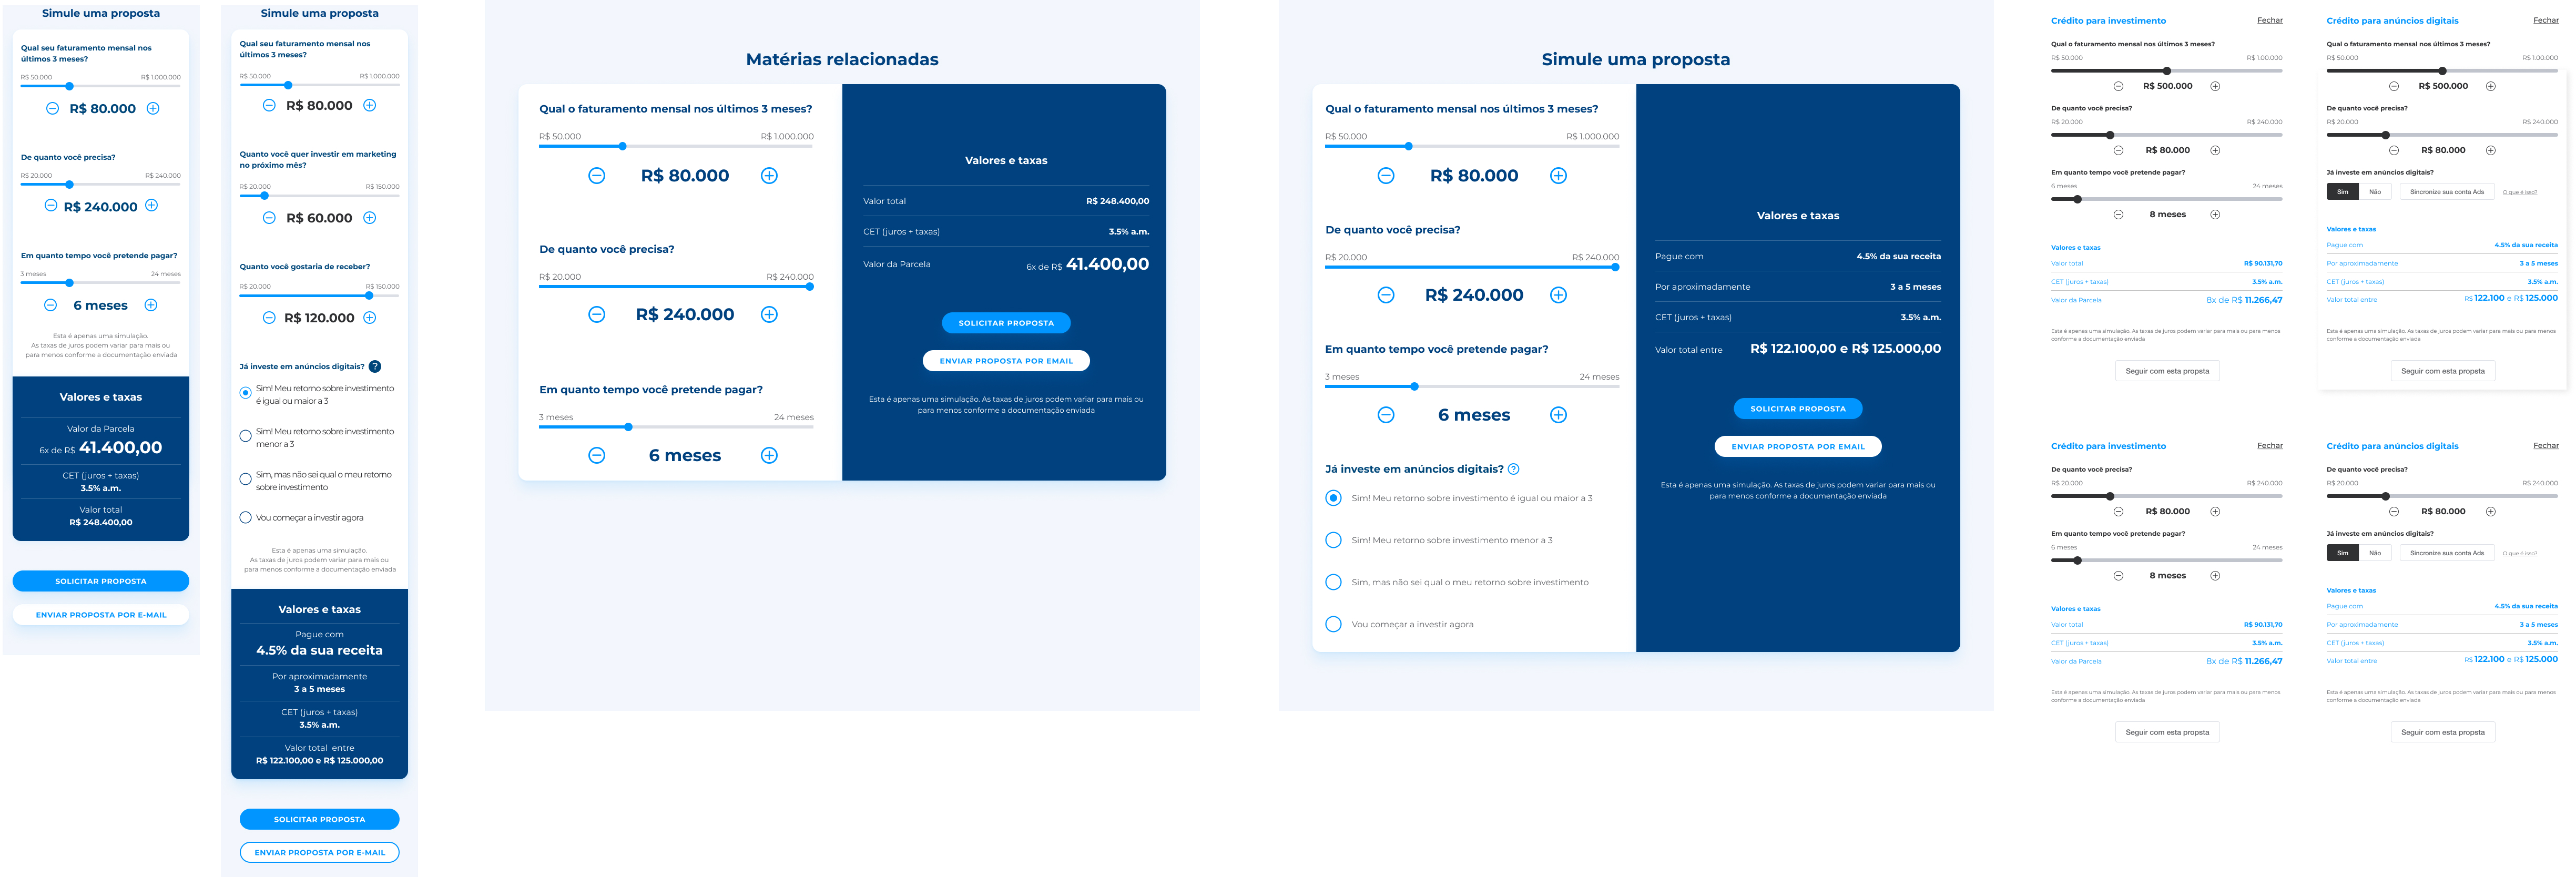 Simule uma proposta
Qual seu faturamento mensal nos
últimos 3 meses?
R$ 50.000 R$ 1.000.000
R$ 80.000
De quanto você precisa?
R$ 20.000 R$ 240.000
R$ 240.000
Em quanto tempo você pretende pagar?
3 meses 24 meses
6 meses
Esta é apenas uma simulação.
As taxas de juros podem variar para mais ou
para menos conforme a documentação enviada
Valores e taxas
Valor da Parcela
6x de R$ 41.400,00
CET (juros + taxas)
3.5% a.m.
Valor total
R$ 248.400,00
SOLICITAR PROPOSTA
ENVIAR PROPOSTA POR E-MAIL
Simule uma proposta
Qual seu faturamento mensal nos
últimos 3 meses?
R$ 50.000 R$ 1.000.000
R$ 80.000
Quanto você quer investir em marketing
no próximo mês?
R$ 20.000 R$ 150.000
R$ 60.000
Quanto você gostaria de receber?
R$ 20.000 R$ 150.000
R$ 120.000
Já investe em anúncios digitais? ?
Sim! Meu retorno sobre investimento
é igual ou maior a 3
Sim! Meu retorno sobre investimento
menor a 3
Sim, mas não sei qual o meu retorno
sobre investimento
Vou começar a investir agora
Esta é apenas uma simulação.
As taxas de juros podem variar para mais ou
para menos conforme a documentação enviada
Valores e taxas
Pague com
4.5% da sua receita
Por aproximadamente
3 a 5 meses
CET (juros + taxas)
3.5% a.m.
Valor total entre
R$ 122.100,00 e R$ 125.000,00
SOLICITAR PROPOSTA
ENVIAR PROPOSTA POR E-MAIL
Matérias relacionadas
Qual o faturamento mensal nos últimos 3 meses?
R$ 50.000 R$ 1.000.000
R$ 80.000
De quanto você precisa?
R$ 20.000 R$ 240.000
R$ 240.000
Em quanto tempo você pretende pagar?
3 meses 24 meses
6 meses
Valores e taxas
Valor total R$ 248.400,00
CET (juros + taxas) 3.5% a.m.
Valor da Parcela 6x de R$ 41.400,00
SOLICITAR PROPOSTA
ENVIAR PROPOSTA POR EMAIL
Esta é apenas uma simulação. As taxas de juros podem variar para mais ou
para menos conforme a documentação enviada
Simule uma proposta
Qual o faturamento mensal nos últimos 3 meses?
R$ 50.000 R$ 1.000.000
R$ 80.000
De quanto você precisa?
R$ 20.000 R$ 240.000
R$ 240.000
Em quanto tempo você pretende pagar?
3 meses 24 meses
6 meses
Já investe em anúncios digitais? ?
Sim! Meu retorno sobre investimento é igual ou maior a 3
Sim! Meu retorno sobre investimento menor a 3
Sim, mas não sei qual o meu retorno sobre investimento
Vou começar a investir agora
Valores e taxas
Pague com 4.5% da sua receita
Por aproximadamente 3 a 5 meses
CET (juros + taxas) 3.5% a.m.
Valor total entre R$ 122.100,00 e R$ 125.000,00
SOLICITAR PROPOSTA
ENVIAR PROPOSTA POR EMAIL
Esta é apenas uma simulação. As taxas de juros podem variar para mais ou
para menos conforme a documentação enviada
Crédito para investimento Fechar
Qual o faturamento mensal nos últimos 3 meses?
R$ 50.000 R$ 1.00.000
R$ 500.000
De quanto você precisa?
R$ 20.000 R$ 240.000
R$ 80.000
Em quanto tempo você pretende pagar?
6 meses 24 meses
8 meses
Valores e taxas
Valor total R$ 90.131,70
CET (juros + taxas) 3.5% a.m.
Valor da Parcela 8x de R$ 11.266,47
Esta é apenas uma simulação. As taxas de juros podem variar para mais ou para menos
conforme a documentação enviada
Seguir com esta propsta
Crédito para anúncios digitais Fechar
Qual o faturamento mensal nos últimos 3 meses?
R$ 50.000 R$ 1.00.000
R$ 500.000
De quanto você precisa?
R$ 20.000 R$ 240.000
R$ 80.000
Já investe em anúncios digitais?
Sim Não Sincronize sua conta Ads O que é isso?
Valores e taxas
Pague com 4.5% da sua receita
Por aproximadamente 3 a 5 meses
CET (juros + taxas) 3.5% a.m.
Valor total entre R$ 122.100 e R$ 125.000
Esta é apenas uma simulação. As taxas de juros podem variar para mais ou para menos
conforme a documentação enviada
Seguir com esta propsta
Crédito para investimento Fechar
De quanto você precisa?
R$ 20.000 R$ 240.000
R$ 80.000
Em quanto tempo você pretende pagar?
6 meses 24 meses
8 meses
Valores e taxas
Valor total R$ 90.131,70
CET (juros + taxas) 3.5% a.m.
Valor da Parcela 8x de R$ 11.266,47
Esta é apenas uma simulação. As taxas de juros podem variar para mais ou para menos
conforme a documentação enviada
Seguir com esta propsta
Crédito para anúncios digitais Fechar
De quanto você precisa?
R$ 20.000 R$ 240.000
R$ 80.000
Já investe em anúncios digitais?
Sim Não Sincronize sua conta Ads O que é isso?
Valores e taxas
Pague com 4.5% da sua receita
Por aproximadamente 3 a 5 meses
CET (juros + taxas) 3.5% a.m.
Valor total entre R$ 122.100 e R$ 125.000
Esta é apenas uma simulação. As taxas de juros podem variar para mais ou para menos
conforme a documentação enviada
Seguir com esta propsta